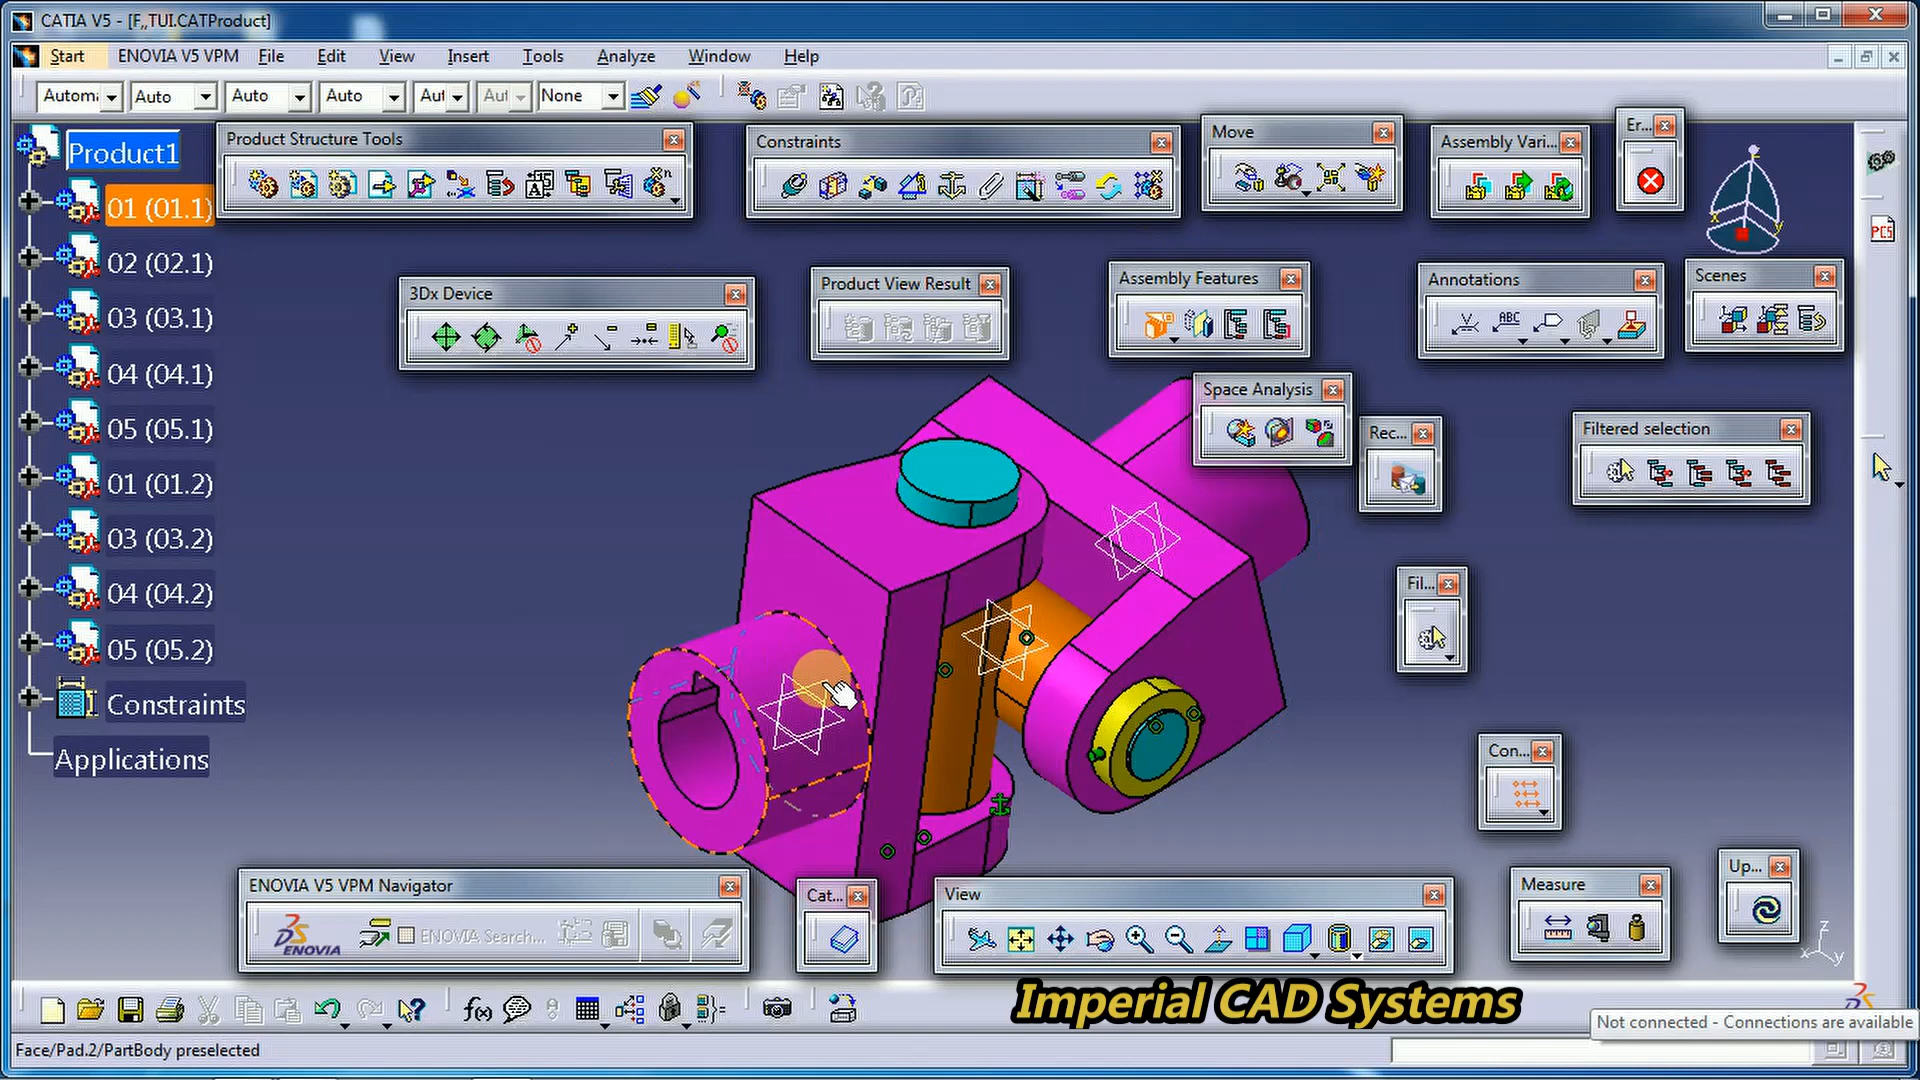 CATIA V5 - [F,,TUI.CATProduct]
Start ENOVIA V5 VPM File Edit View Insert Tools Analyze Window Help
Auto Auto Auto None
Product Structure Tools
Constraints
Move
Assembly Vari...
Er...
Product1
01 (01.1)
02 (02.1)
03 (03.1)
04 (04.1)
05 (05.1)
01 (01.2)
03 (03.2)
04 (04.2)
05 (05.2)
Constraints
Applications
PCS
3Dx Device
Product View Result
Assembly Features
Annotations
ABC
Scenes
Space Analysis
Rec...
Filtered selection
Fil...
Con...
ENOVIA V5 VPM Navigator
ENOVIA
ENOVIA Search...
Cat...
View
Measure
Up...
x y z
f(x)
Imperial CAD Systems
Not connected - Connections are available
Face/Pad.2/PartBody preselected